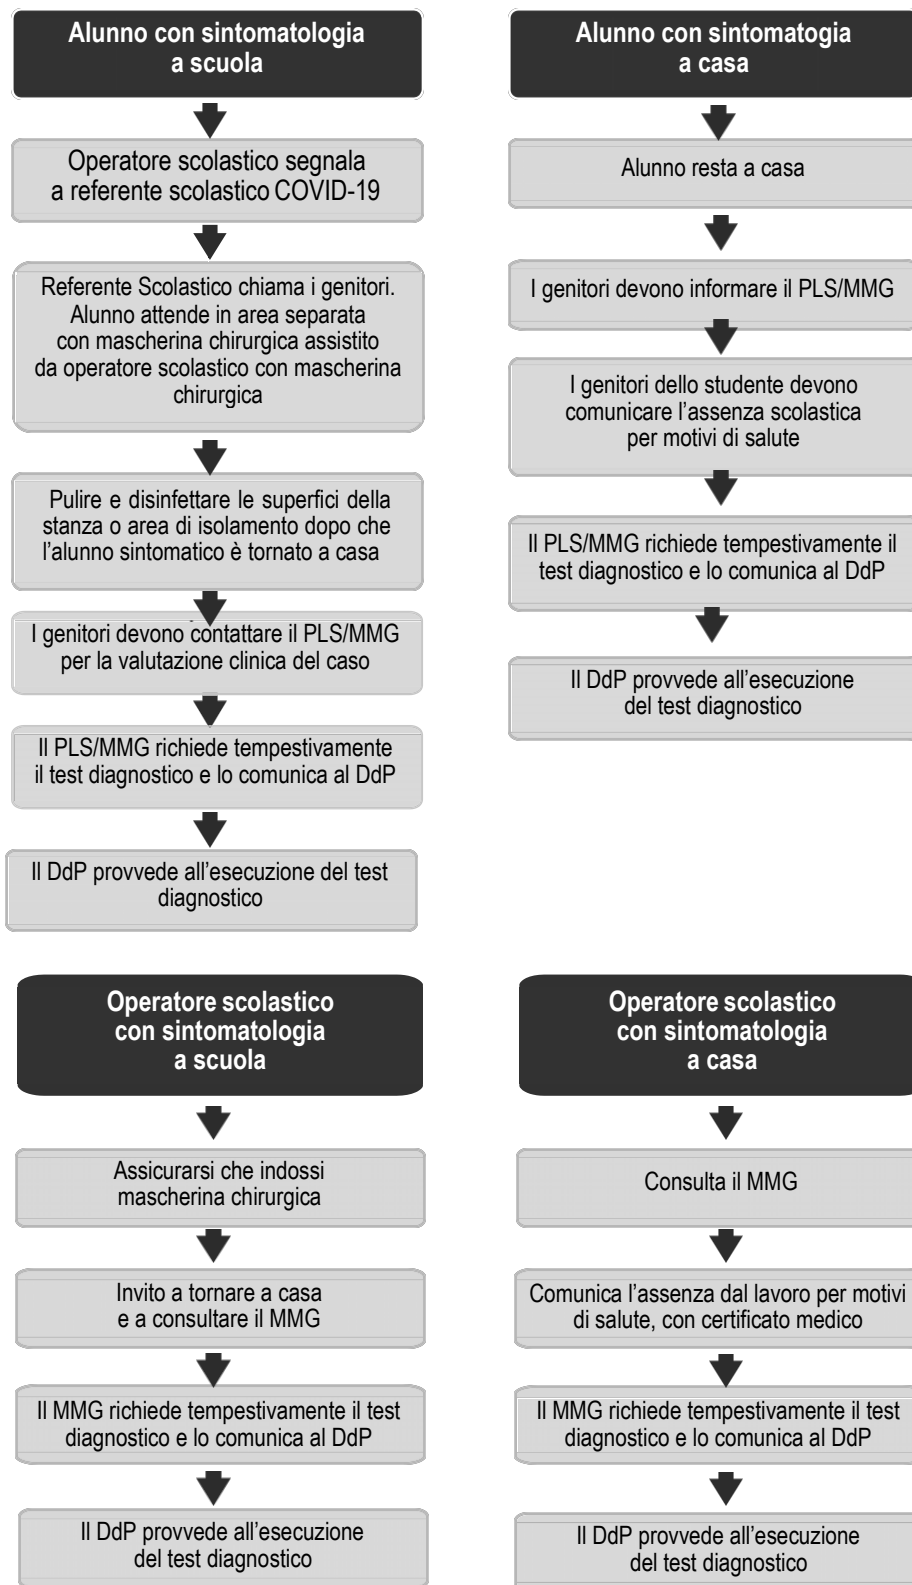 Alunno con sintomatologia
a scuola
Operatore scolastico segnala
a referente scolastico COVID-19
Referente Scolastico chiama i genitori.
Alunno attende in area separata
con mascherina chirurgica assistito
da operatore scolastico con mascherina
chirurgica
Pulire e disinfettare le superfici della
stanza o area di isolamento dopo che
l’alunno sintomatico è tornato a casa
I genitori devono contattare il PLS/MMG
per la valutazione clinica del caso
Il PLS/MMG richiede tempestivamente
il test diagnostico e lo comunica al DdP
Il DdP provvede all’esecuzione del test
diagnostico
Alunno con sintomatogia
a casa
Alunno resta a casa
I genitori devono informare il PLS/MMG
I genitori dello studente devono
comunicare l’assenza scolastica
per motivi di salute
Il PLS/MMG richiede tempestivamente il
test diagnostico e lo comunica al DdP
Il DdP provvede all’esecuzione
del test diagnostico
Operatore scolastico
con sintomatologia
a scuola
Assicurarsi che indossi
mascherina chirurgica
Invito a tornare a casa
e a consultare il MMG
Il MMG richiede tempestivamente il test
diagnostico e lo comunica al DdP
Il DdP provvede all’esecuzione
del test diagnostico
Operatore scolastico
con sintomatologia
a casa
Consulta il MMG
Comunica l’assenza dal lavoro per motivi
di salute, con certificato medico
Il MMG richiede tempestivamente il test
diagnostico e lo comunica al DdP
Il DdP provvede all’esecuzione
del test diagnostico